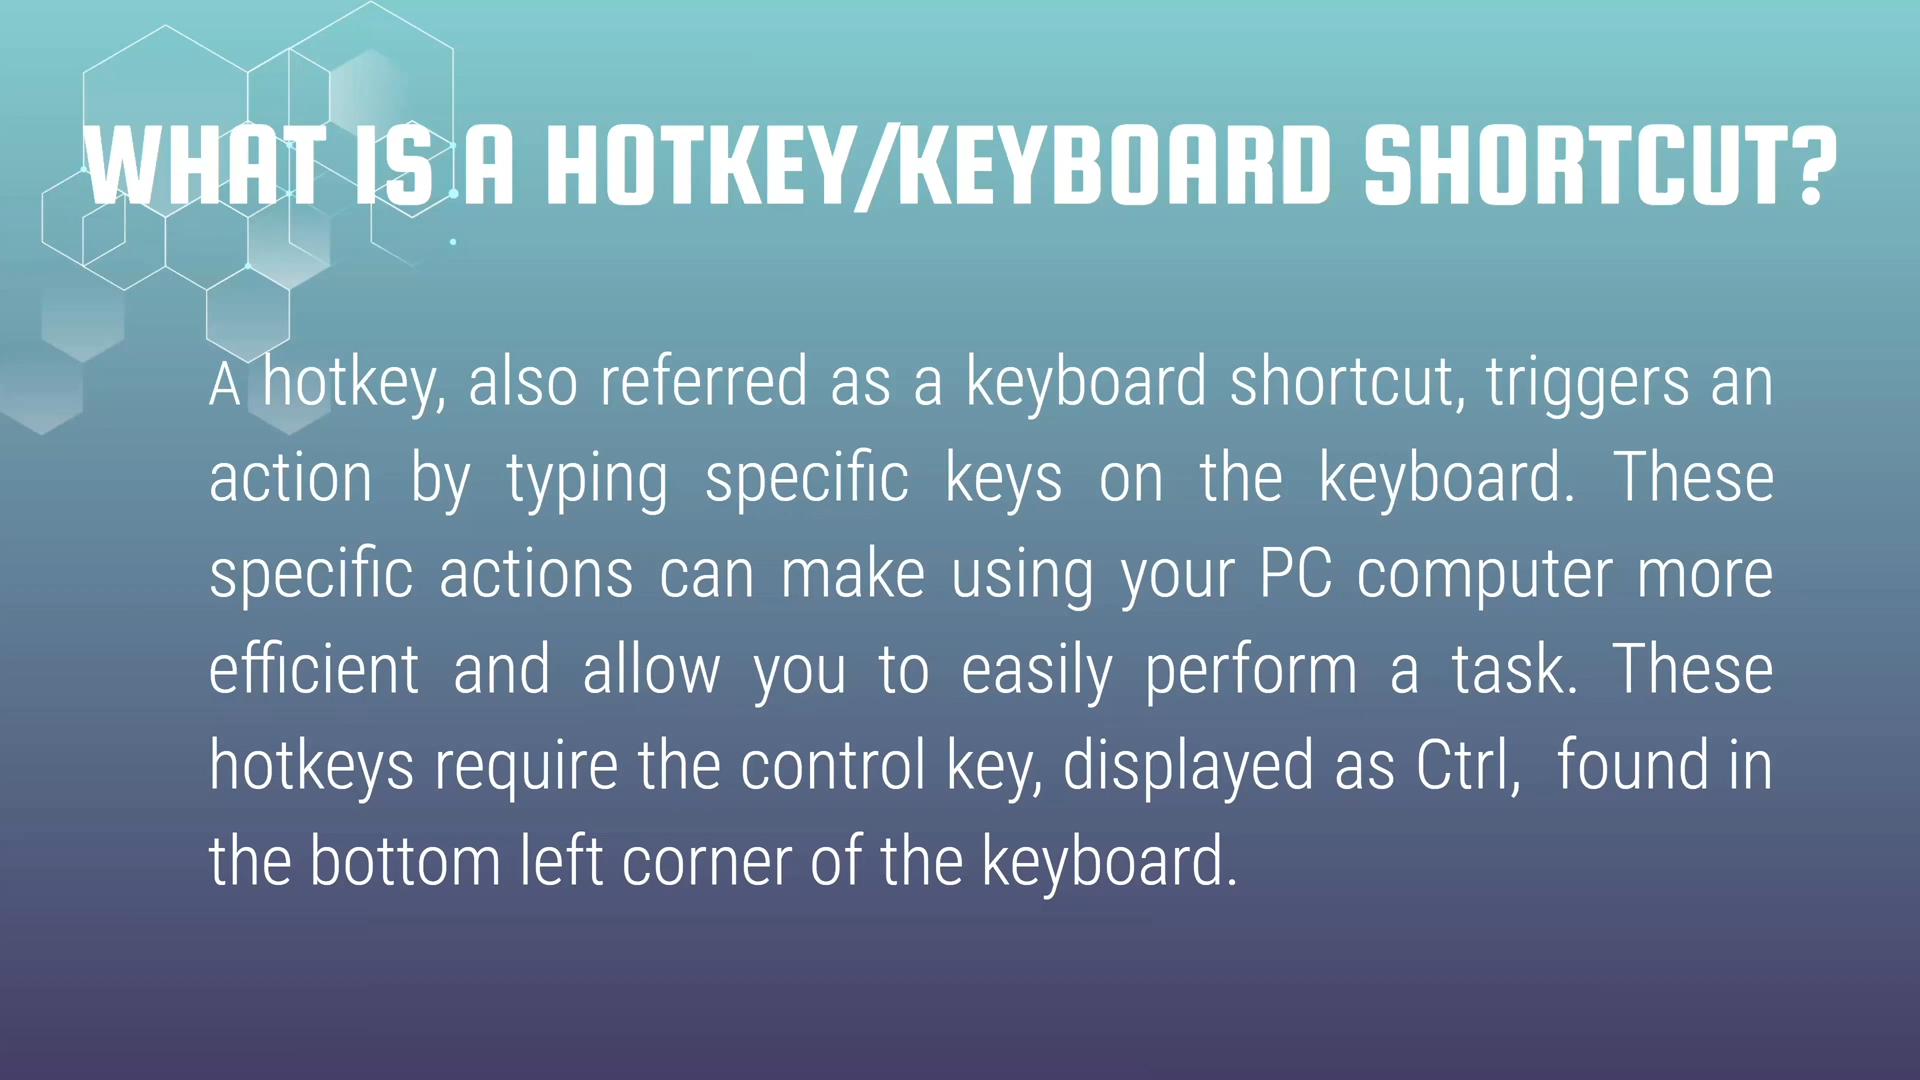 WHAT IS A HOTKEY/KEYBOARD SHORTCUT?
A hotkey, also referred as a keyboard shortcut, triggers an
action by typing specific keys on the keyboard. These
specific actions can make using your PC computer more
efficient and allow you to easily perform a task. These
hotkeys require the control key, displayed as Ctrl,  found in
the bottom left corner of the keyboard.